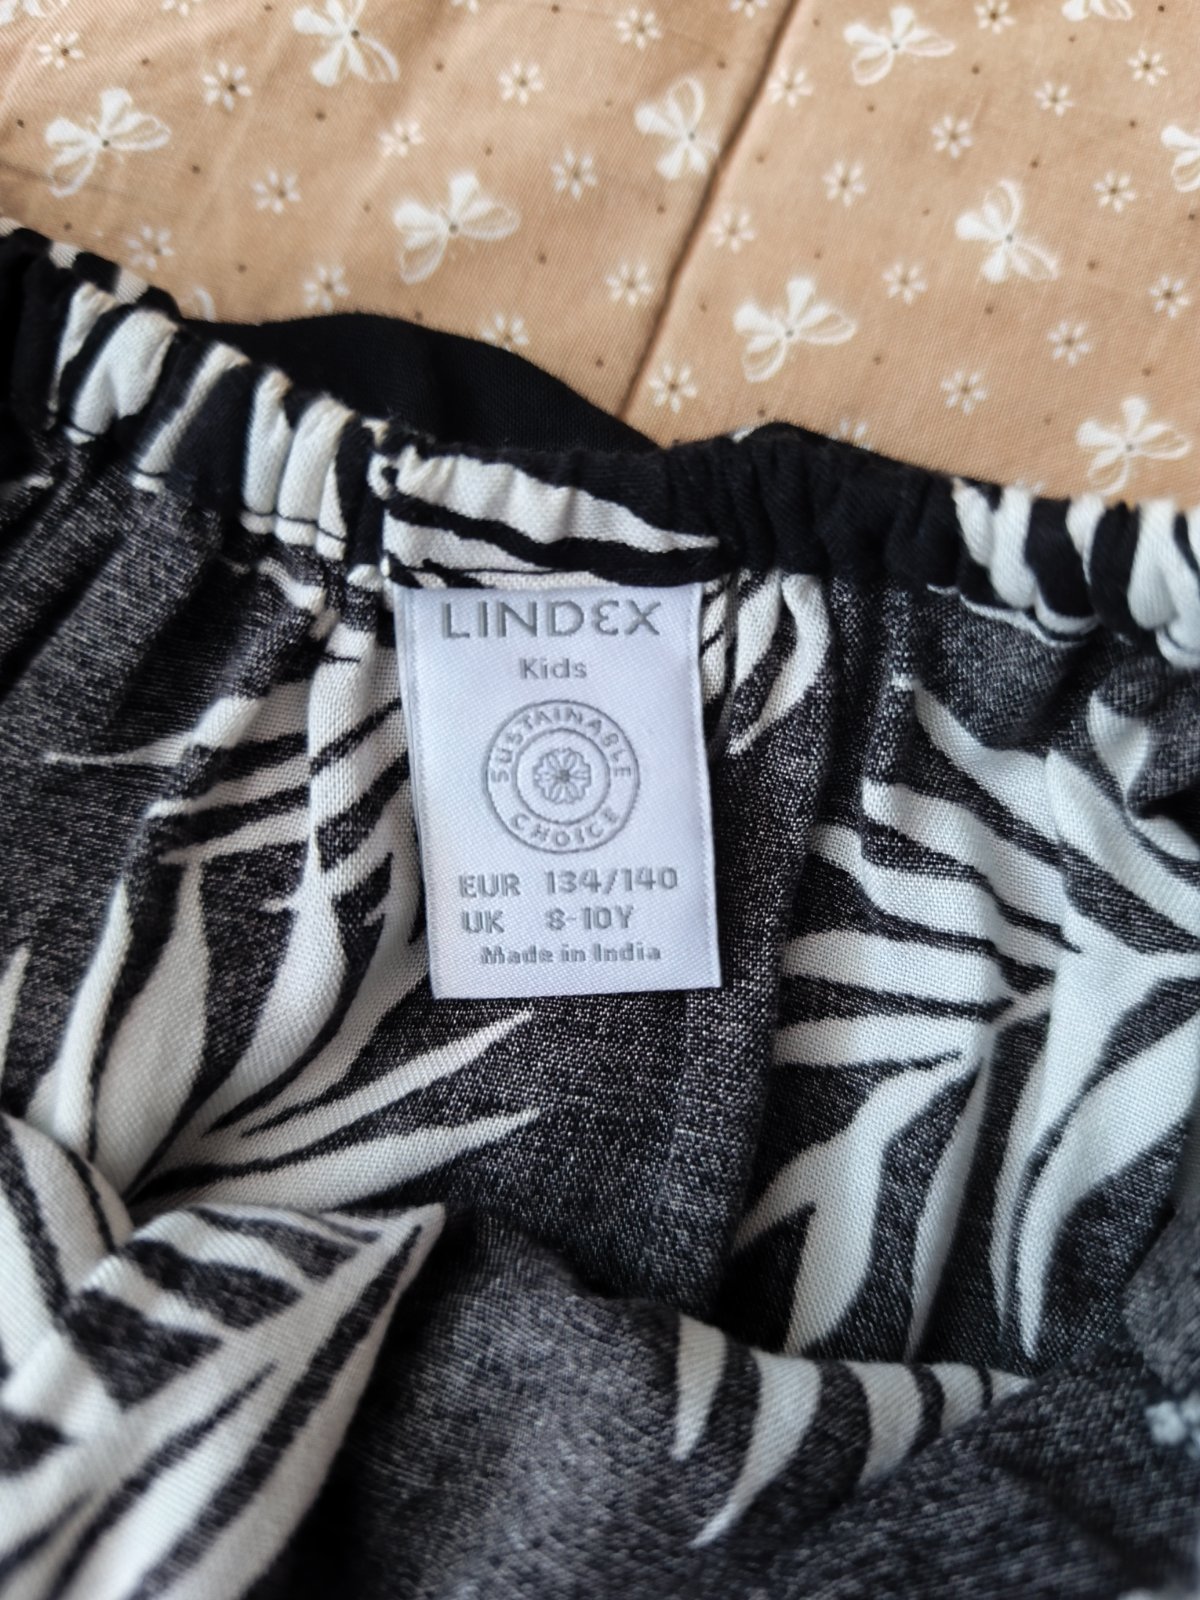 LINDEX
Kids
SUSTAINABLE
CHOICE
EUR 134/140
UK 8-10Y
Made in India